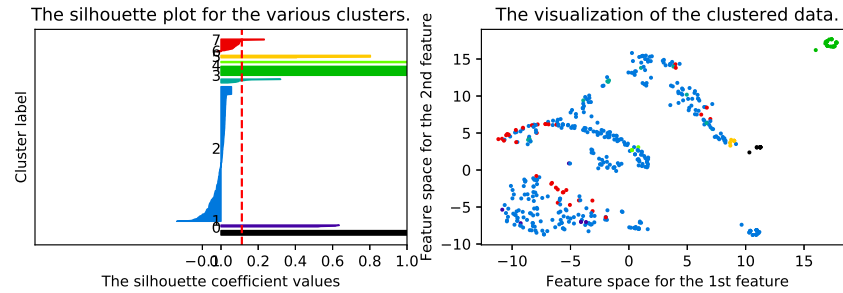 The silhouette plot for the various clusters.
Cluster label
7
6
5
4
3
2
1
0
0.0 0.2 0.4 0.6 0.8 1.0
The silhouette coefficient values
The visualization of the clustered data.
Feature space for the 2nd feature
15
10
5
0
−5
−10
−10 −5 0 5 10 15
Feature space for the 1st feature